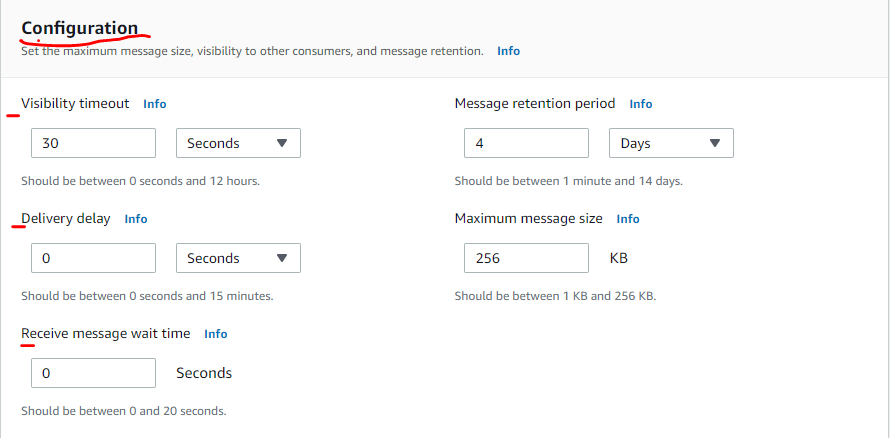 Configuration
Set the maximum message size, visibility to other consumers, and message retention. Info
Visibility timeout Info
Message retention period Info
30 Seconds
4 Days
Should be between 0 seconds and 12 hours.
Should be between 1 minute and 14 days.
Delivery delay Info
Maximum message size Info
0 Seconds
256 KB
Should be between 0 seconds and 15 minutes.
Should be between 1 KB and 256 KB.
Receive message wait time Info
0 Seconds
Should be between 0 and 20 seconds.